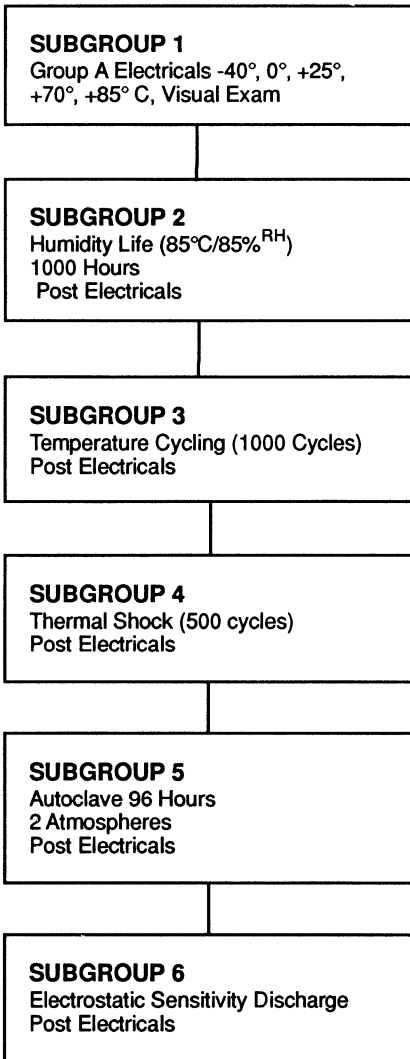 SUBGROUP 1
Group A Electricals -40°, 0°, +25°,
+70°, +85° C, Visual Exam
SUBGROUP 2
Humidity Life (85°C/85%RH)
1000 Hours
Post Electricals
SUBGROUP 3
Temperature Cycling (1000 Cycles)
Post Electricals
SUBGROUP 4
Thermal Shock (500 cycles)
Post Electricals
SUBGROUP 5
Autoclave 96 Hours
2 Atmospheres
Post Electricals
SUBGROUP 6
Electrostatic Sensitivity Discharge
Post Electricals